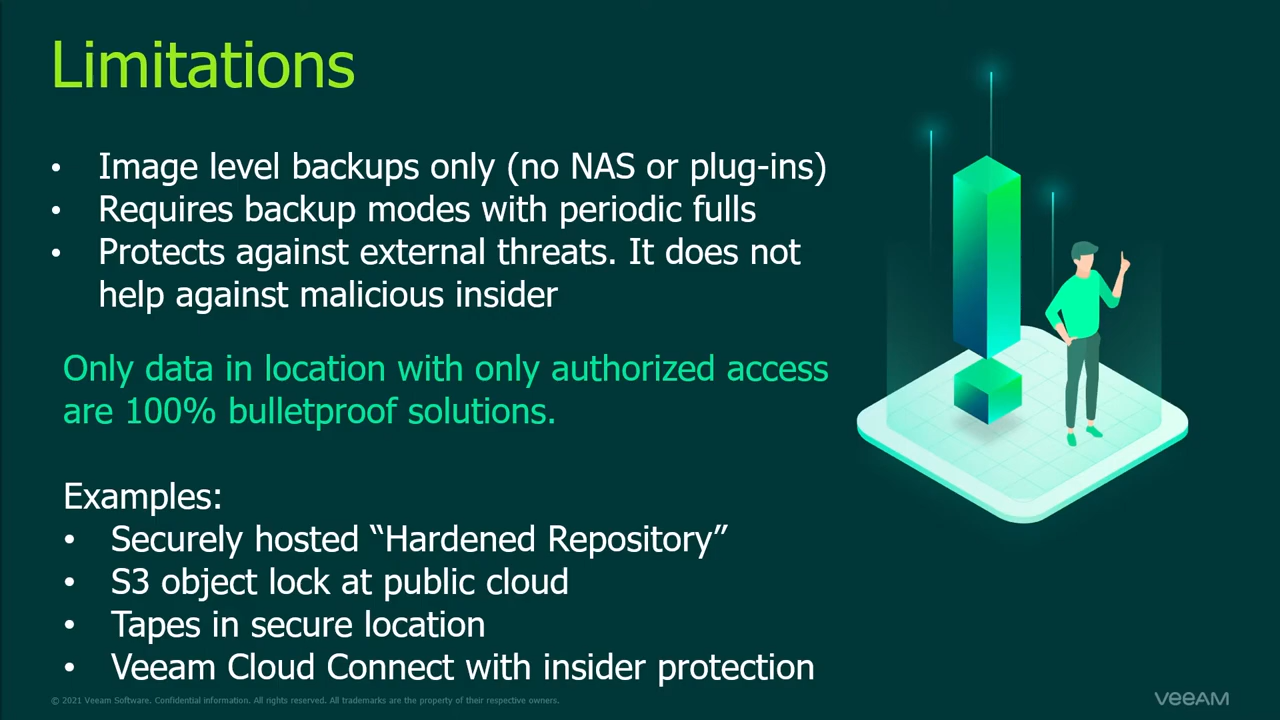 Limitations
• Image level backups only (no NAS or plug-ins)
• Requires backup modes with periodic fulls
• Protects against external threats. It does not
help against malicious insider
Only data in location with only authorized access
are 100% bulletproof solutions.
Examples:
• Securely hosted “Hardened Repository”
• S3 object lock at public cloud
• Tapes in secure location
• Veeam Cloud Connect with insider protection
© 2021 Veeam Software. Confidential information. All rights reserved. All trademarks are the property of their respective owners.
veeAM